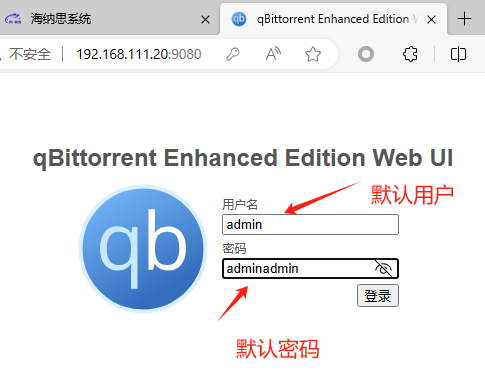 海纳思系统
qBittorrent Enhanced Edition W
不安全
192.168.111.20:9080
qBittorrent Enhanced Edition Web UI
qb
用户名
默认用户
admin
密码
adminadmin
登录
默认密码